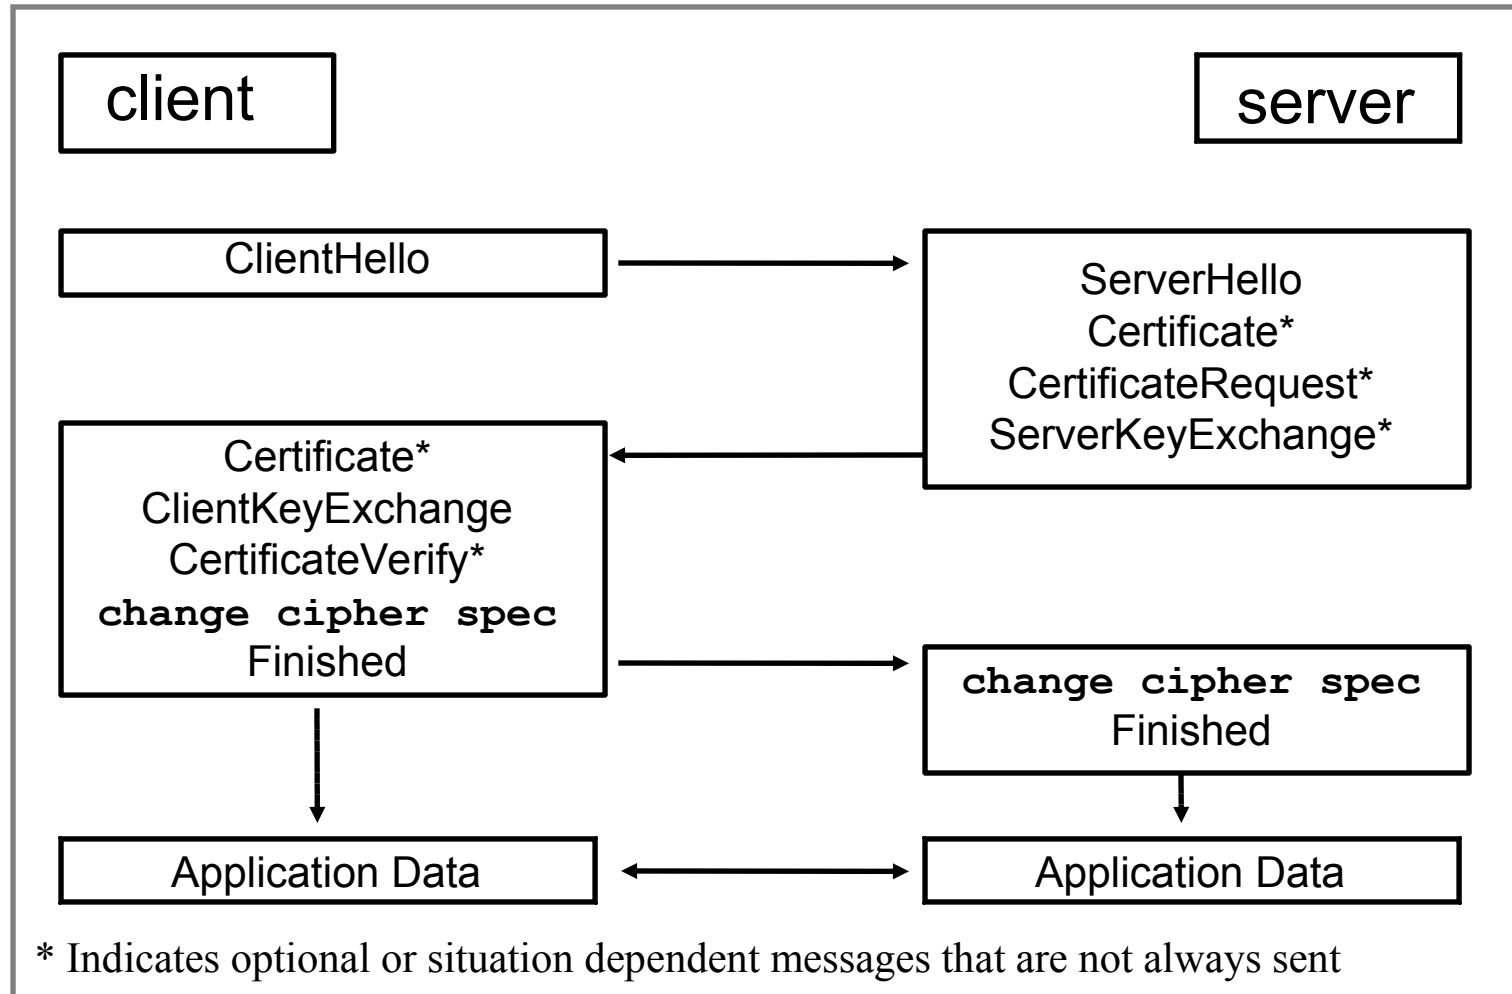 client
server
ClientHello
ServerHello
Certificate*
CertificateRequest*
ServerKeyExchange*
Certificate*
ClientKeyExchange
CertificateVerify*
change cipher spec
Finished
change cipher spec
Finished
Application Data
Application Data
* Indicates optional or situation dependent messages that are not always sent